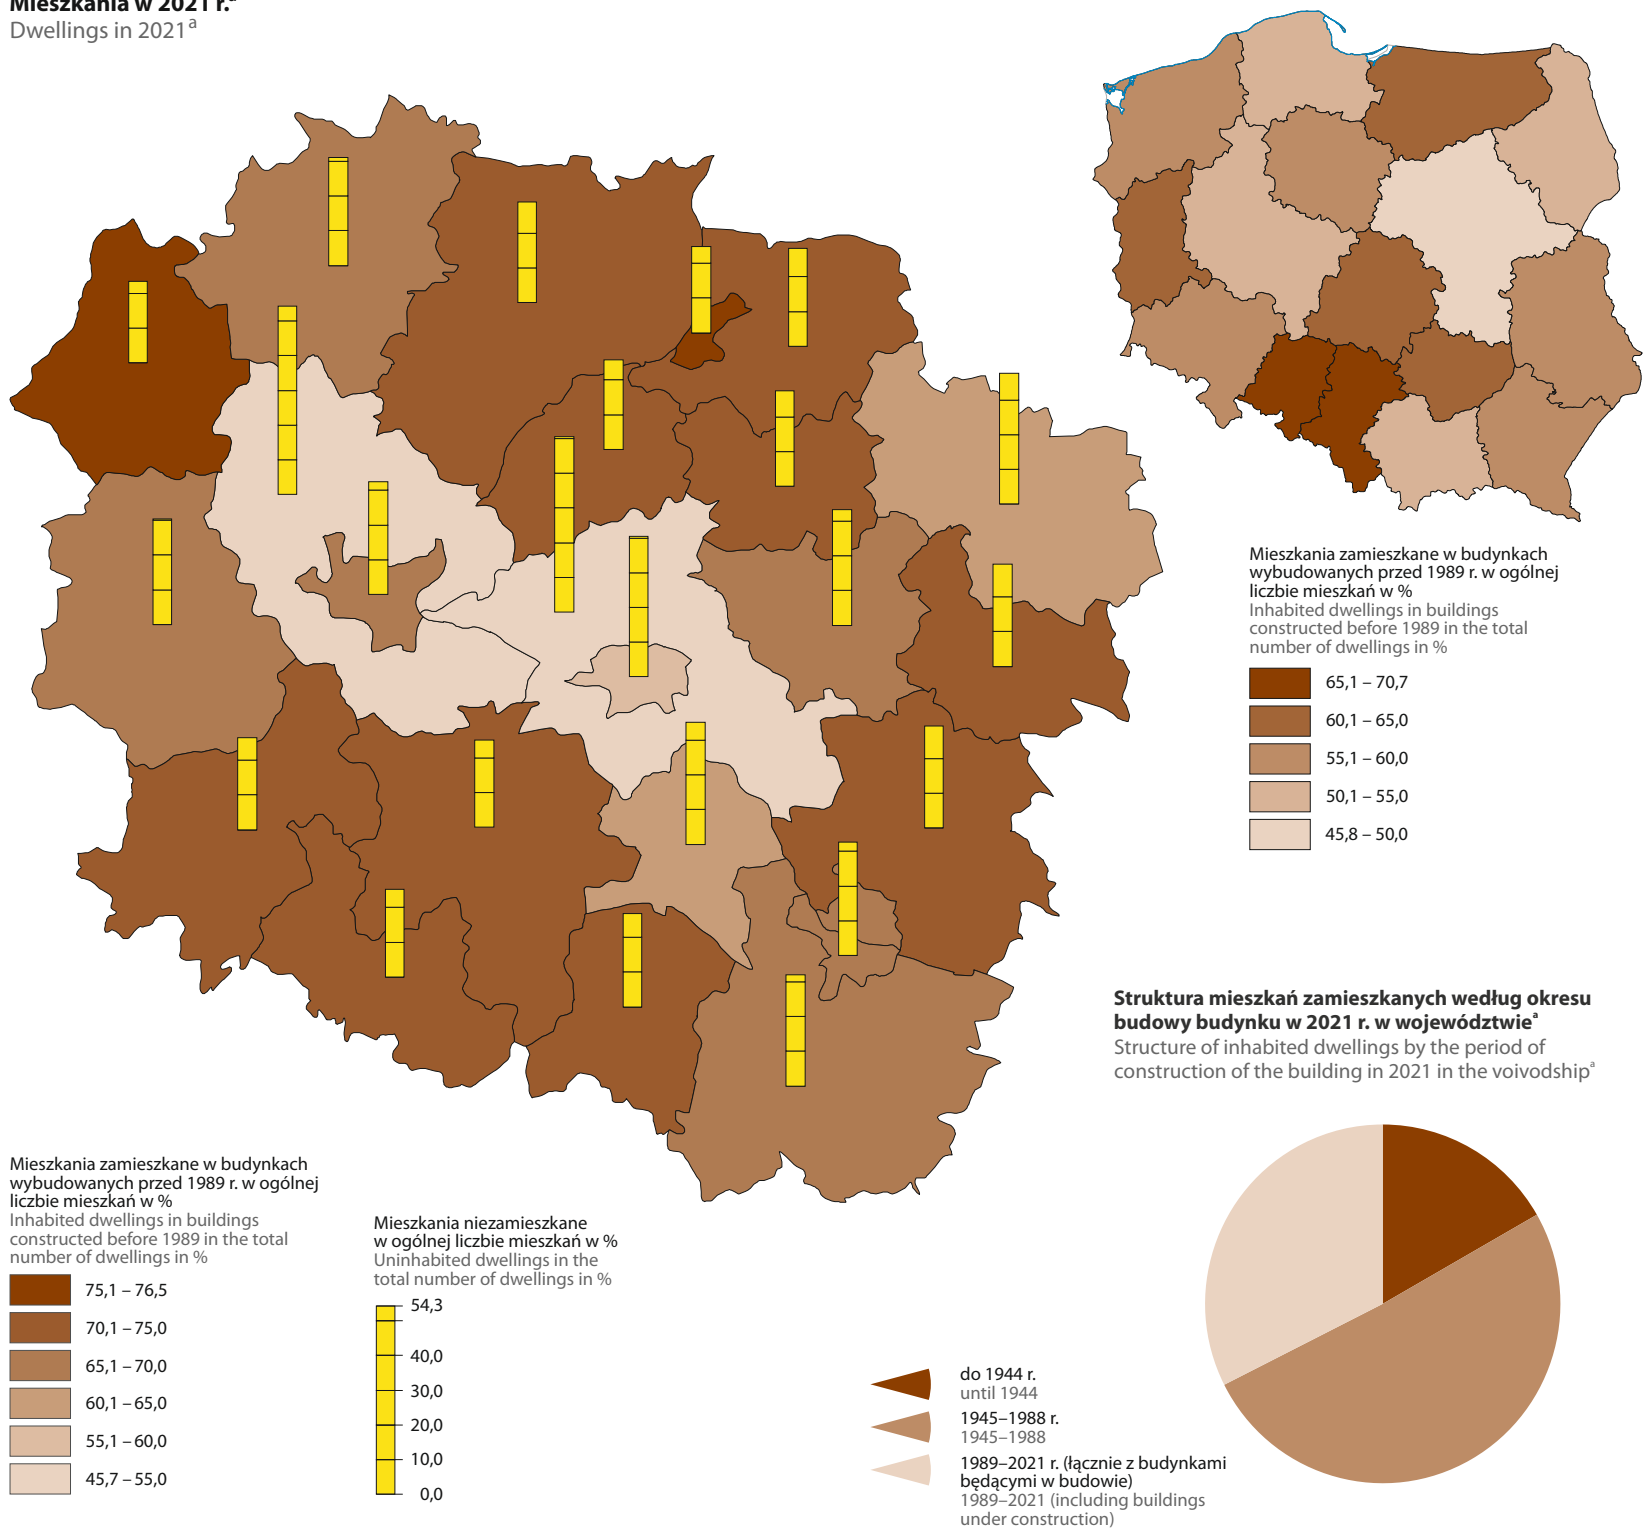 Mieszkania w 2021 r.ᵃ
Dwellings in 2021ᵃ
Mieszkania zamieszkane w budynkach
wybudowanych przed 1989 r. w ogólnej
liczbie mieszkań w %
Inhabited dwellings in buildings
constructed before 1989 in the total
number of dwellings in %
65,1 – 70,7
60,1 – 65,0
55,1 – 60,0
50,1 – 55,0
45,8 – 50,0
Struktura mieszkań zamieszkanych według okresu
budowy budynku w 2021 r. w województwieᵃ
Structure of inhabited dwellings by the period of
construction of the building in 2021 in the voivodshipᵃ
Mieszkania zamieszkane w budynkach
wybudowanych przed 1989 r. w ogólnej
liczbie mieszkań w %
Inhabited dwellings in buildings
constructed before 1989 in the total
number of dwellings in %
75,1 – 76,5
70,1 – 75,0
65,1 – 70,0
60,1 – 65,0
55,1 – 60,0
45,7 – 55,0
Mieszkania niezamieszkane
w ogólnej liczbie mieszkań w %
Uninhabited dwellings in the
total number of dwellings in %
54,3
40,0
30,0
20,0
10,0
0,0
do 1944 r.
until 1944
1945–1988 r.
1945–1988
1989–2021 r. (łącznie z budynkami
będącymi w budowie)
1989–2021 (including buildings
under construction)